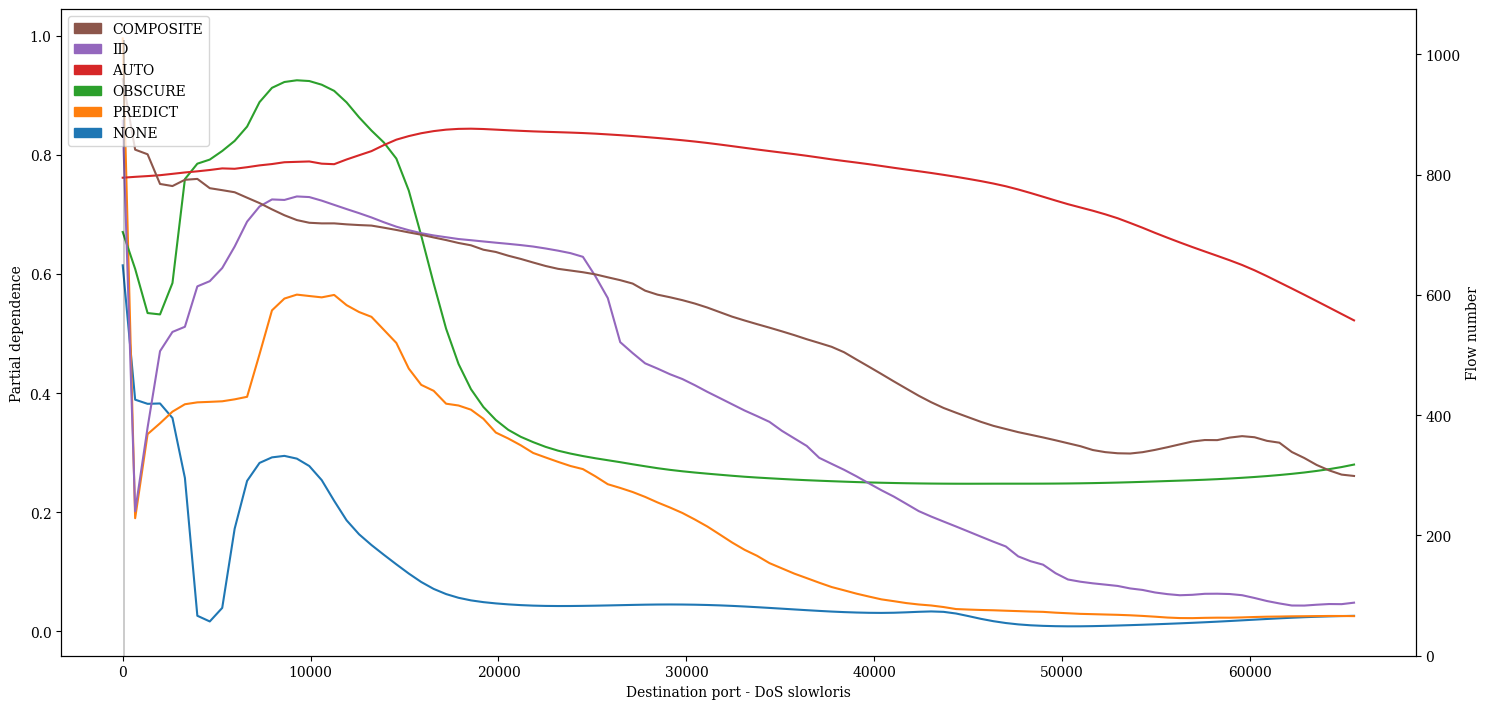 COMPOSITE
ID
AUTO
OBSCURE
PREDICT
NONE
Partial dependence
1.0
0.8
0.6
0.4
0.2
0.0
Flow number
1000
800
600
400
200
0
0 10000 20000 30000 40000 50000 60000
Destination port - DoS slowloris